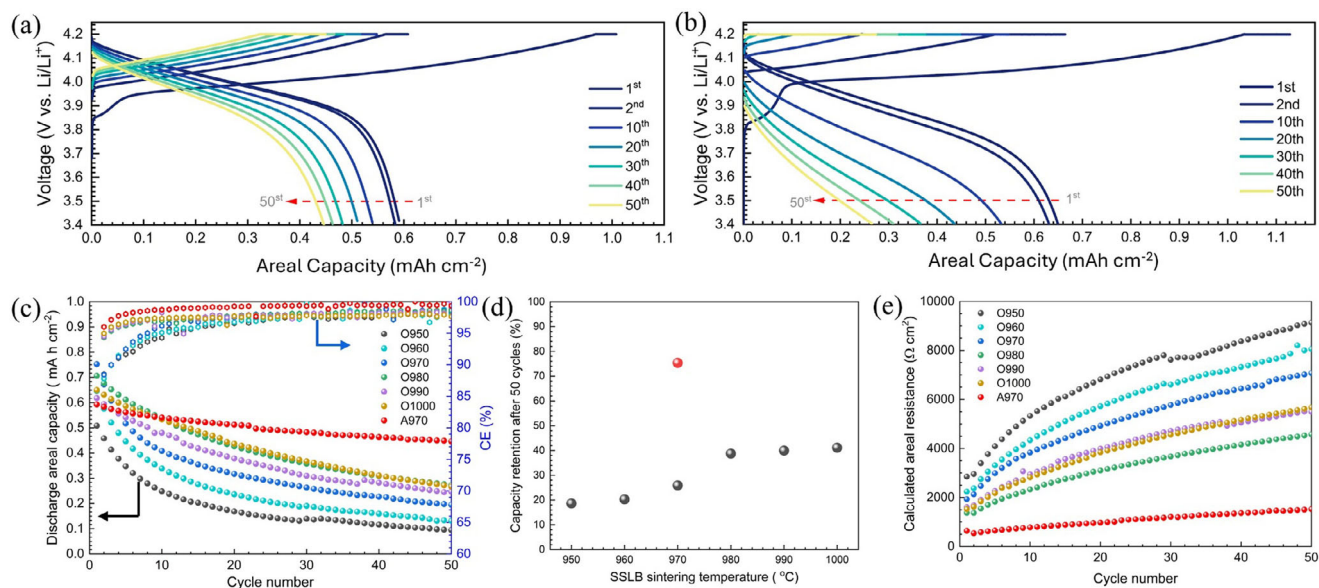 (a)
4.2
4.1
4.0
3.9
3.8
3.7
3.6
3.5
3.4
Voltage (V vs. Li/Li⁺)
1ˢᵗ
2ⁿᵈ
10ᵗʰ
20ᵗʰ
30ᵗʰ
40ᵗʰ
50ᵗʰ
50ˢᵗ
1ˢᵗ
0.0 0.1 0.2 0.3 0.4 0.5 0.6 0.7 0.8 0.9 1.0 1.1
Areal Capacity (mAh cm⁻²)
(b)
4.2
4.1
4.0
3.9
3.8
3.7
3.6
3.5
3.4
Voltage (V vs. Li/Li⁺)
1st
2nd
10th
20th
30th
40th
50th
50ˢᵗ
1ˢᵗ
0.0 0.1 0.2 0.3 0.4 0.5 0.6 0.7 0.8 0.9 1.0 1.1
Areal Capacity (mAh cm⁻²)
(c)
1.0
0.9
0.8
0.7
0.6
0.5
0.4
0.3
0.2
0.1
0.0
Discharge areal capacity ( mA h cm⁻²)
O950
O960
O970
O980
O990
O1000
A970
100
95
90
85
80
75
70
65
60
CE (%)
0 10 20 30 40 50
Cycle number
(d)
100
90
80
70
60
50
40
30
20
10
0
Capacity retention after 50 cycles (%)
950 960 970 980 990 1000
SSLB sintering temperature ( °C)
(e)
10000
8000
6000
4000
2000
0
Calculated areal resistance (Ω cm²)
O950
O960
O970
O980
O990
O1000
A970
0 10 20 30 40 50
Cycle number